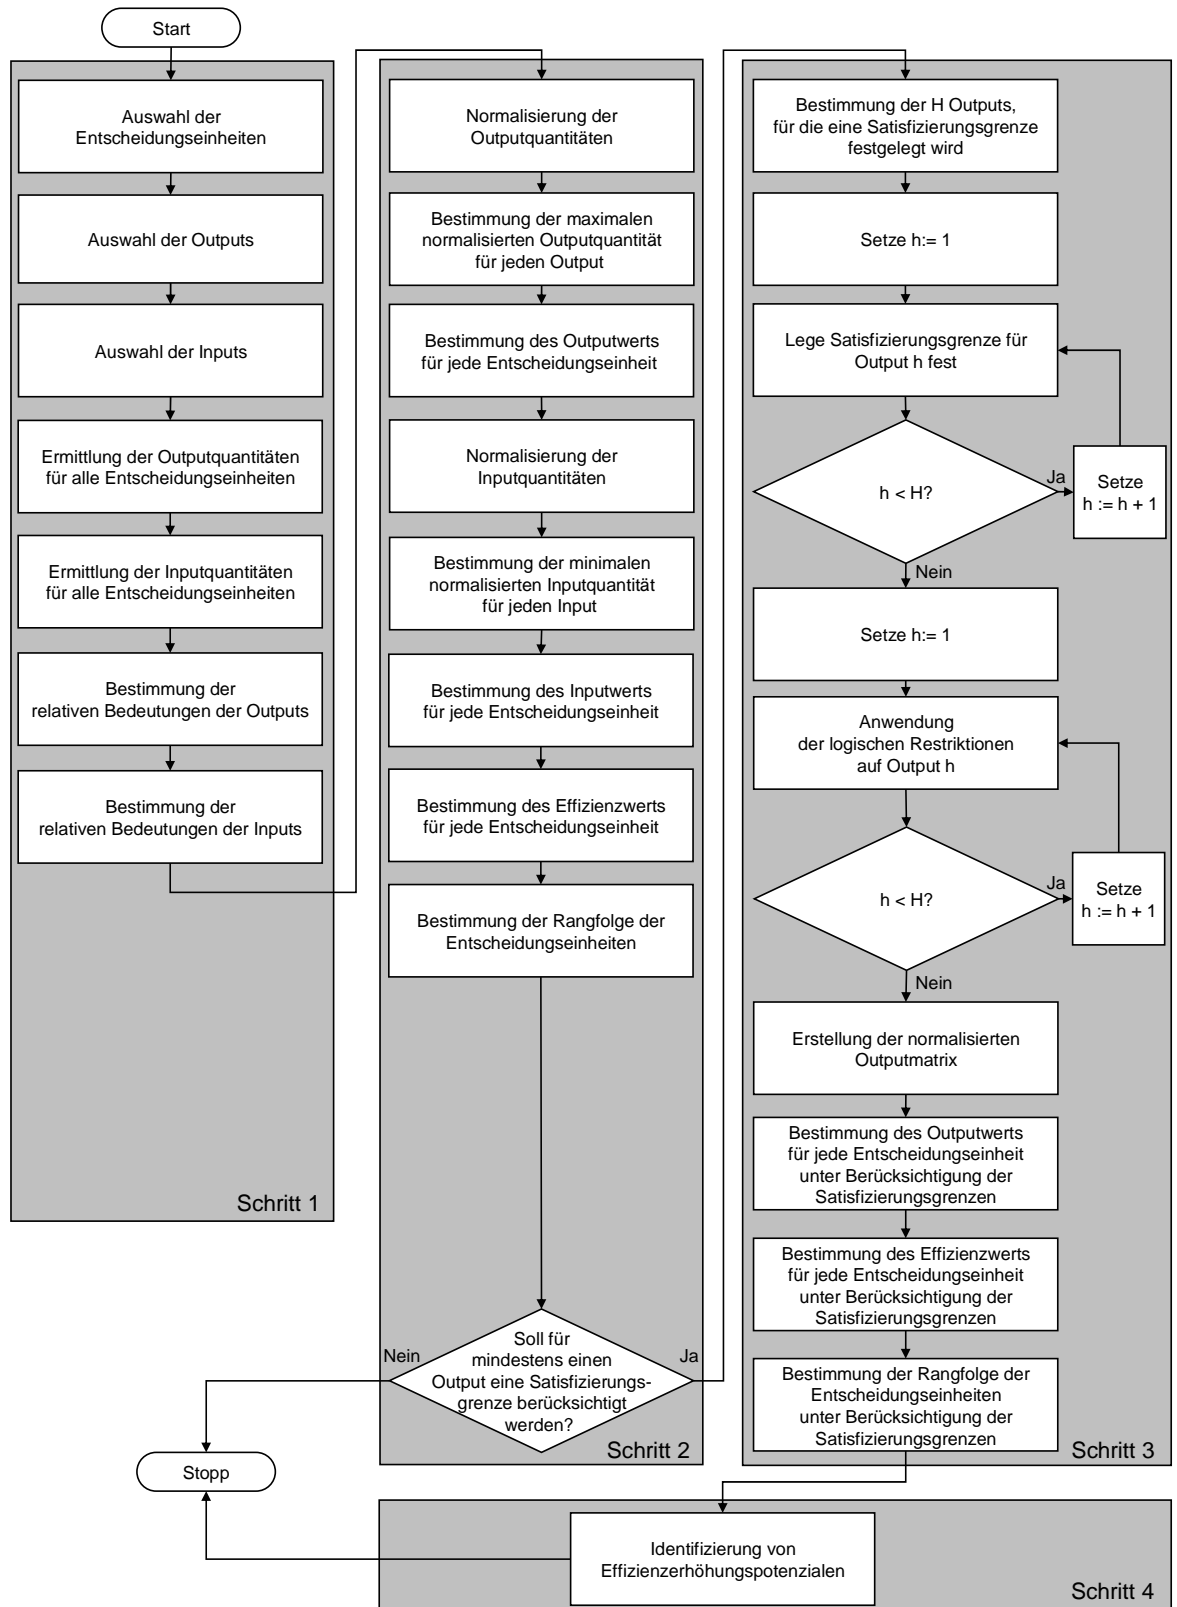 Start
Auswahl der
Entscheidungseinheiten
Auswahl der Outputs
Auswahl der Inputs
Ermittlung der Outputquantitäten
für alle Entscheidungseinheiten
Ermittlung der Inputquantitäten
für alle Entscheidungseinheiten
Bestimmung der
relativen Bedeutungen der Outputs
Bestimmung der
relativen Bedeutungen der Inputs
Schritt 1
Normalisierung der
Outputquantitäten
Bestimmung der maximalen
normalisierten Outputquantität
für jeden Output
Bestimmung des Outputwerts
für jede Entscheidungseinheit
Normalisierung der
Inputquantitäten
Bestimmung der minimalen
normalisierten Inputquantität
für jeden Input
Bestimmung des Inputwerts
für jede Entscheidungseinheit
Bestimmung des Effizienzwerts
für jede Entscheidungseinheit
Bestimmung der Rangfolge der
Entscheidungseinheiten
Soll für
mindestens einen
Output eine Satisfizierungs-
grenze berücksichtigt
werden?
Nein
Ja
Schritt 2
Stopp
Bestimmung der H Outputs,
für die eine Satisfizierungsgrenze
festgelegt wird
Setze h:= 1
Lege Satisfizierungsgrenze für
Output h fest
h < H?
Ja
Setze
h := h + 1
Nein
Setze h:= 1
Anwendung
der logischen Restriktionen
auf Output h
h < H?
Ja
Setze
h := h + 1
Nein
Erstellung der normalisierten
Outputmatrix
Bestimmung des Outputwerts
für jede Entscheidungseinheit
unter Berücksichtigung der
Satisfizierungsgrenzen
Bestimmung des Effizienzwerts
für jede Entscheidungseinheit
unter Berücksichtigung der
Satisfizierungsgrenzen
Bestimmung der Rangfolge der
Entscheidungseinheiten
unter Berücksichtigung der
Satisfizierungsgrenzen
Schritt 3
Identifizierung von
Effizienzerhöhungspotenzialen
Schritt 4